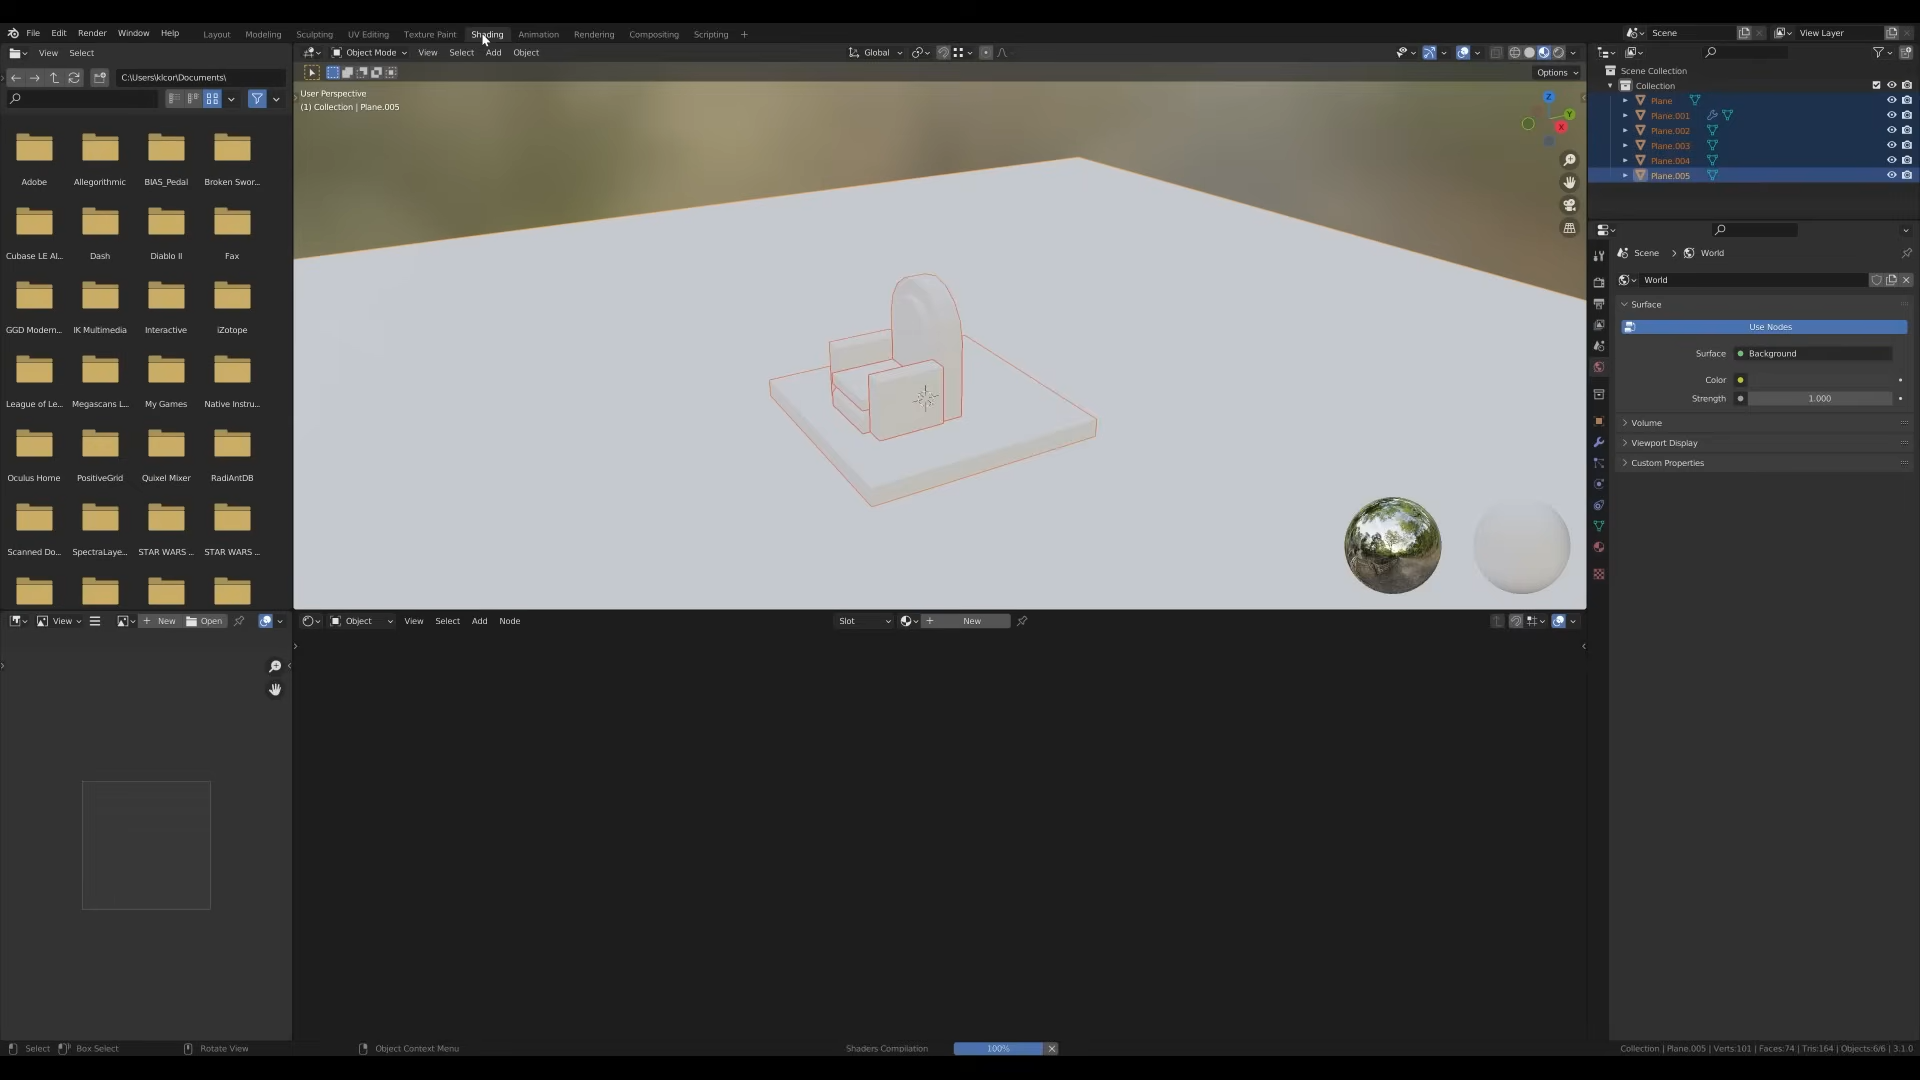 File Edit Render Window Help Layout Modeling Sculpting UV Editing Texture Paint Shading Animation Rendering Compositing Scripting + Scene View Layer
View Select Object Mode View Select Add Object Global
C:\Users\klcon\Documents\ Options
User Perspective
(1) Collection | Plane.005
Z
Y
X
Scene Collection
Collection
Plane
Plane.001
Plane.002
Plane.003
Plane.004
Plane.005
Adobe Allegorithmic BIAS_Pedal Broken Swor...
Cubase LE AI... Dash Diablo II Fax
GGD Modern... IK Multimedia Interactive iZotope
League of Le... Megascans L... My Games Native Instru...
Oculus Home PositiveGrid Quixel Mixer RadiAntDB
Scanned Do... SpectraLaye... STAR WARS ... STAR WARS ...
Scene > World
World
Surface
Use Nodes
Surface Background
Color
Strength 1.000
Volume
Viewport Display
Custom Properties
View + New Open Object View Select Add Node Slot + New
Select Box Select Rotate View Object Context Menu Shaders Compilation 100% Collection | Plane.005 | Verts:101 | Faces:74 | Tris:164 | Objects:6/6 | 3.1.0